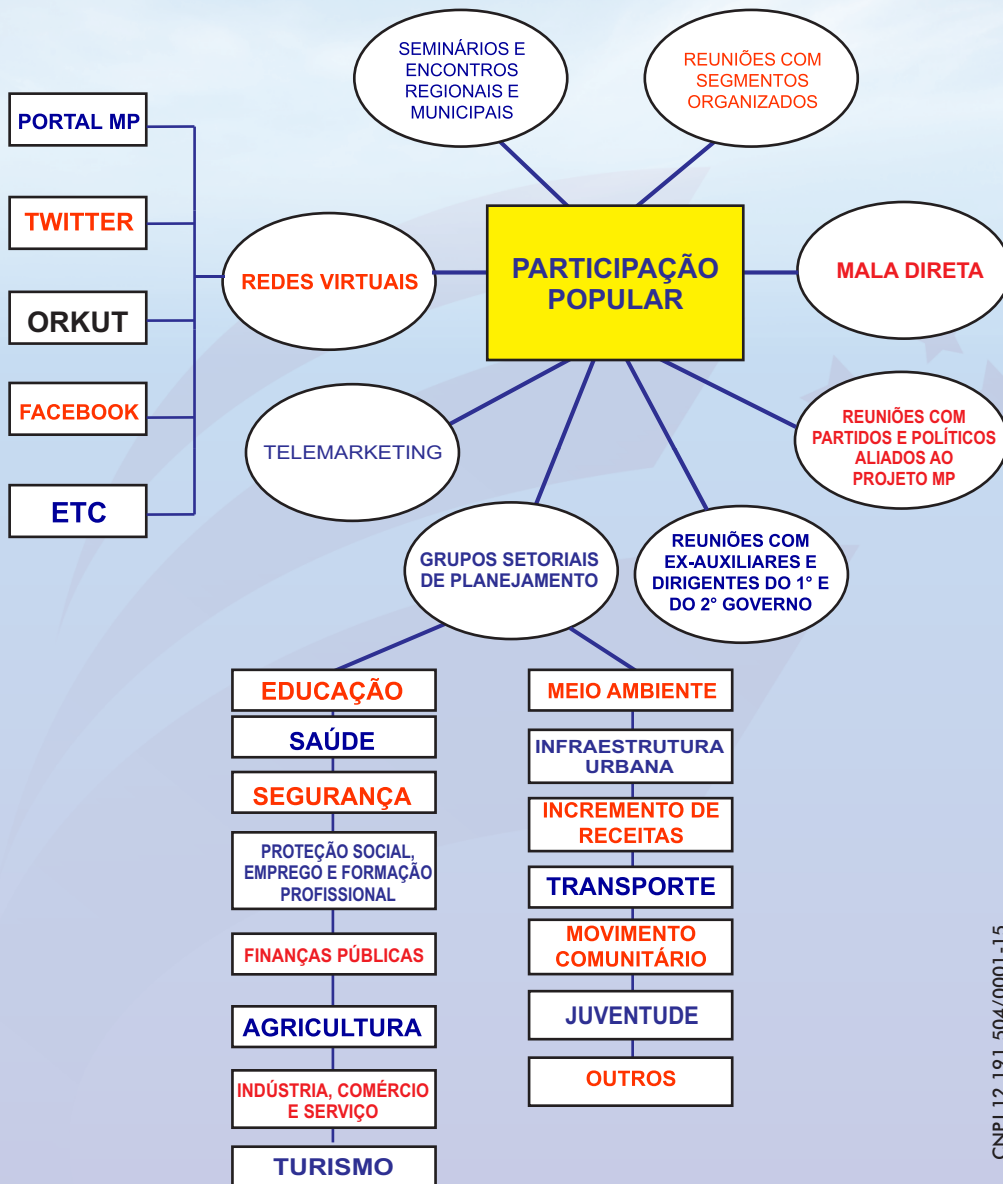 SEMINÁRIOS E
ENCONTROS
REGIONAIS E
MUNICIPAIS
REUNIÕES COM
SEGMENTOS
ORGANIZADOS
PORTAL MP
TWITTER
ORKUT
FACEBOOK
ETC
REDES VIRTUAIS
PARTICIPAÇÃO
POPULAR
MALA DIRETA
TELEMARKETING
REUNIÕES COM
PARTIDOS E POLÍTICOS
ALIADOS AO
PROJETO MP
GRUPOS SETORIAIS
DE PLANEJAMENTO
REUNIÕES COM
EX-AUXILIARES E
DIRIGENTES DO 1° E
DO 2° GOVERNO
EDUCAÇÃO
SAÚDE
SEGURANÇA
PROTEÇÃO SOCIAL,
EMPREGO E FORMAÇÃO
PROFISSIONAL
FINANÇAS PÚBLICAS
AGRICULTURA
INDÚSTRIA, COMÉRCIO
E SERVIÇO
TURISMO
MEIO AMBIENTE
INFRAESTRUTURA
URBANA
INCREMENTO DE
RECEITAS
TRANSPORTE
MOVIMENTO
COMUNITÁRIO
JUVENTUDE
OUTROS
CNPJ 12.191.504/0001-15